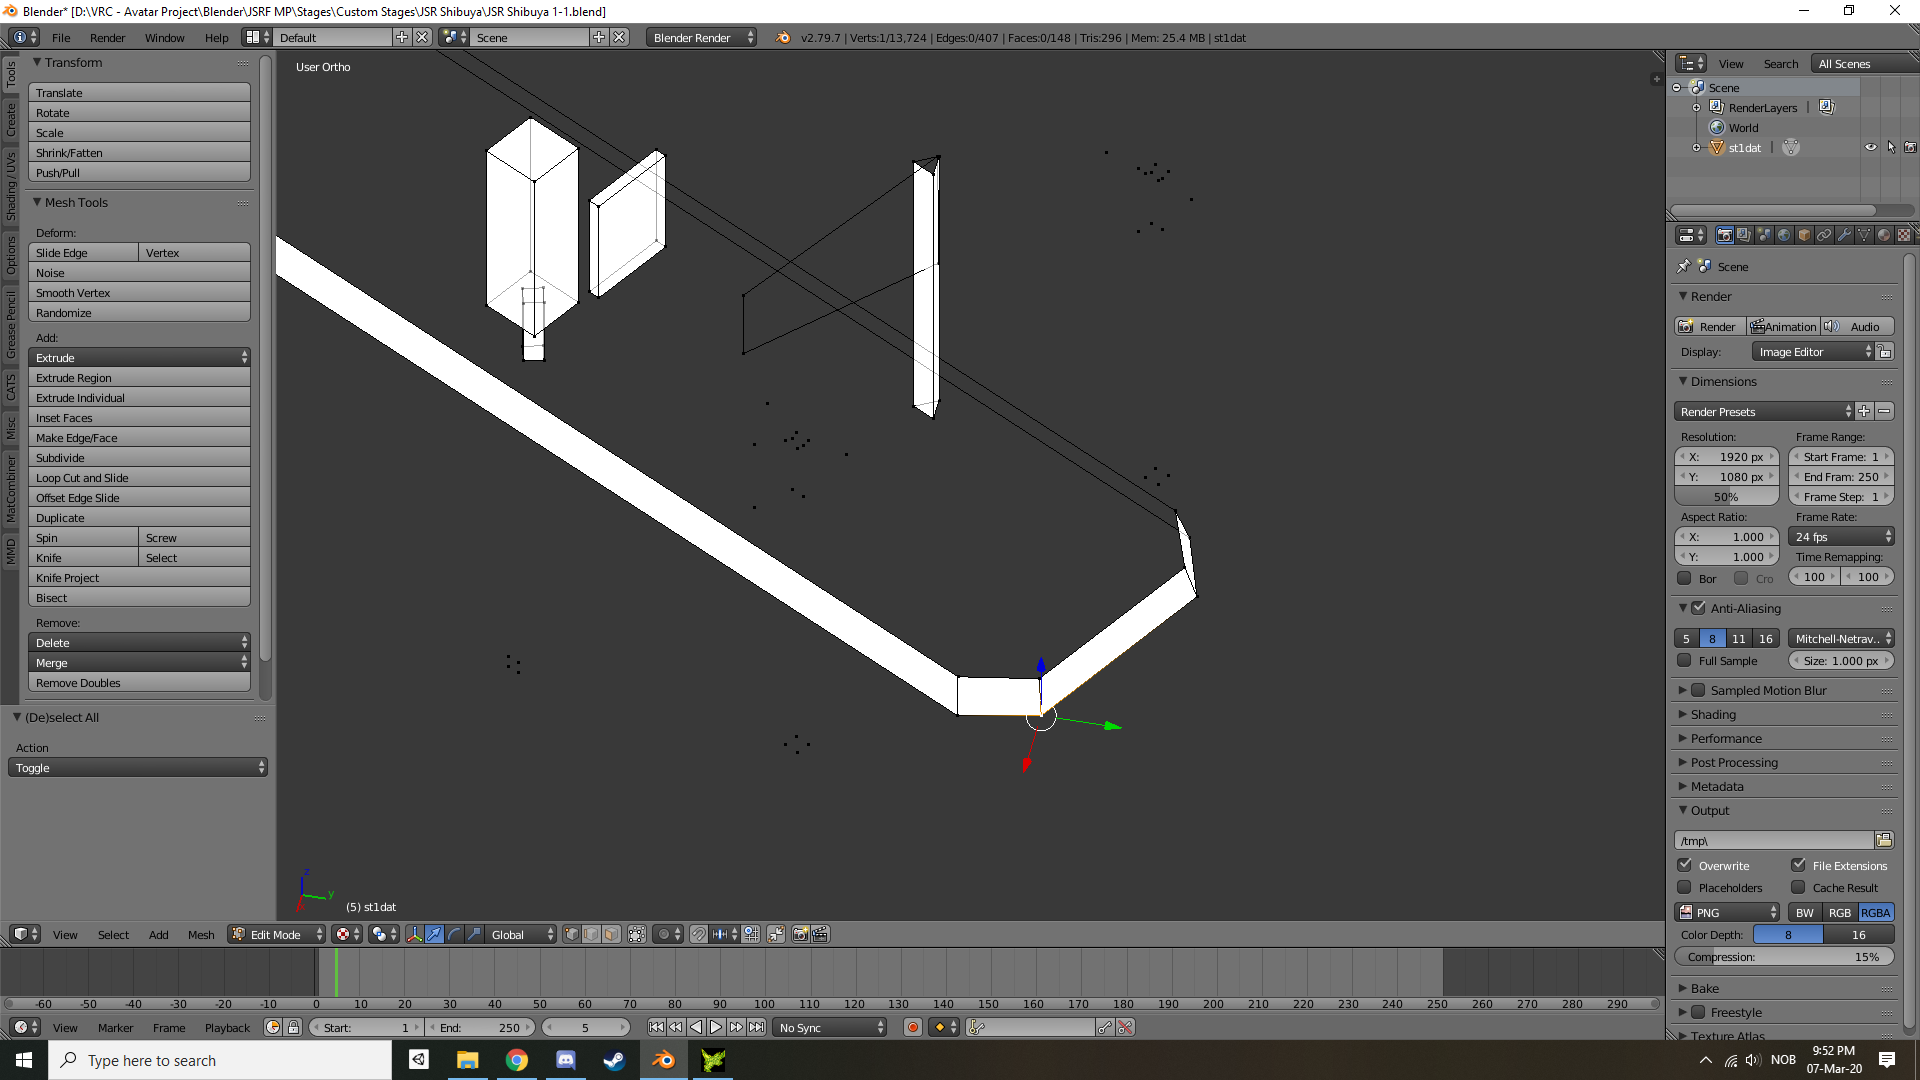 Blender* [D:\VRC - Avatar Project\Blender\JSRF MP\Stages\Custom Stages\JSR Shibuya\JSR Shibuya 1-1.blend]
File Render Window Help Default Scene Blender Render v2.79.7 | Verts:1/13,724 | Edges:0/407 | Faces:0/148 | Tris:296 | Mem: 25.4 MB | st1dat
Tools
Create
Shading / UVs
Options
Grease Pencil
CATS
Misc
MatCombiner
MMD
Transform
Translate
Rotate
Scale
Shrink/Fatten
Push/Pull
Mesh Tools
Deform:
Slide Edge Vertex
Noise
Smooth Vertex
Randomize
Add:
Extrude
Extrude Region
Extrude Individual
Inset Faces
Make Edge/Face
Subdivide
Loop Cut and Slide
Offset Edge Slide
Duplicate
Spin Screw
Knife Select
Knife Project
Bisect
Remove:
Delete
Merge
Remove Doubles
(De)select All
Action
Toggle
User Ortho
z
y
(5) st1dat
View Select Add Mesh Edit Mode Global
-60 -50 -40 -30 -20 -10 0 10 20 30 40 50 60 70 80 90 100 110 120 130 140 150 160 170 180 190 200 210 220 230 240 250 260 270 280 290
View Marker Frame Playback Start: 1 End: 250 5 No Sync
View Search All Scenes
Scene
RenderLayers |
World
st1dat |
Scene
Render
Render Animation Audio
Display: Image Editor
Dimensions
Render Presets
Resolution: Frame Range:
X: 1920 px Start Frame: 1
Y: 1080 px End Fram: 250
50% Frame Step: 1
Aspect Ratio: Frame Rate:
X: 1.000 24 fps
Y: 1.000 Time Remapping:
Bor Cro 100 100
Anti-Aliasing
5 8 11 16 Mitchell-Netrav..
Full Sample Size: 1.000 px
Sampled Motion Blur
Shading
Performance
Post Processing
Metadata
Output
/tmp\
Overwrite File Extensions
Placeholders Cache Result
PNG BW RGB RGBA
Color Depth: 8 16
Compression: 15%
Bake
Freestyle
Texture Atlas
Type here to search
NOB
9:52 PM
07-Mar-20